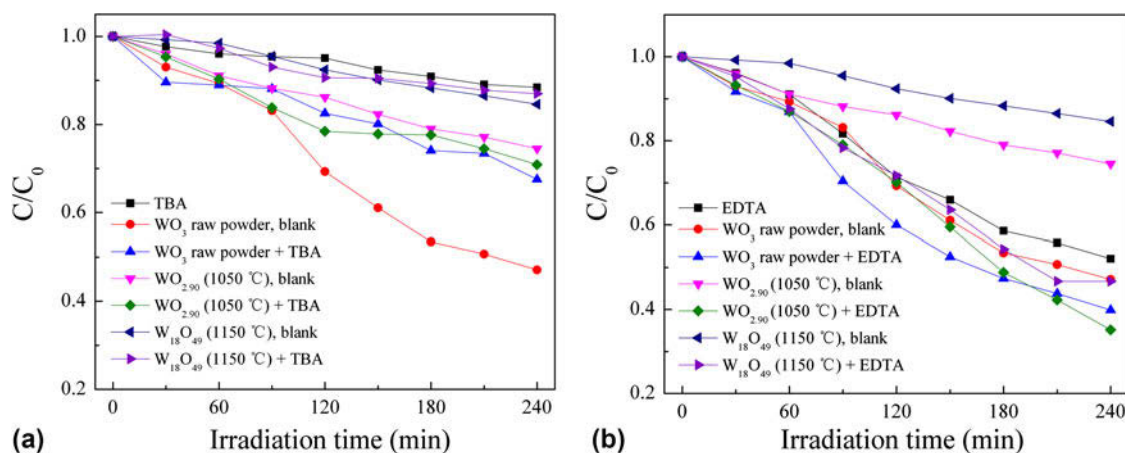 1.0
0.8
0.6
0.4
0.2
C/C0
TBA
WO3 raw powder, blank
WO3 raw powder + TBA
WO2.90 (1050 ℃), blank
WO2.90 (1050 ℃) + TBA
W18O49 (1150 ℃), blank
W18O49 (1150 ℃) + TBA
0 60 120 180 240
(a) Irradiation time (min)
1.0
0.8
0.6
0.4
0.2
C/C0
EDTA
WO3 raw powder, blank
WO3 raw powder + EDTA
WO2.90 (1050 ℃), blank
WO2.90 (1050 ℃) + EDTA
W18O49 (1150 ℃), blank
W18O49 (1150 ℃) + EDTA
0 60 120 180 240
(b) Irradiation time (min)